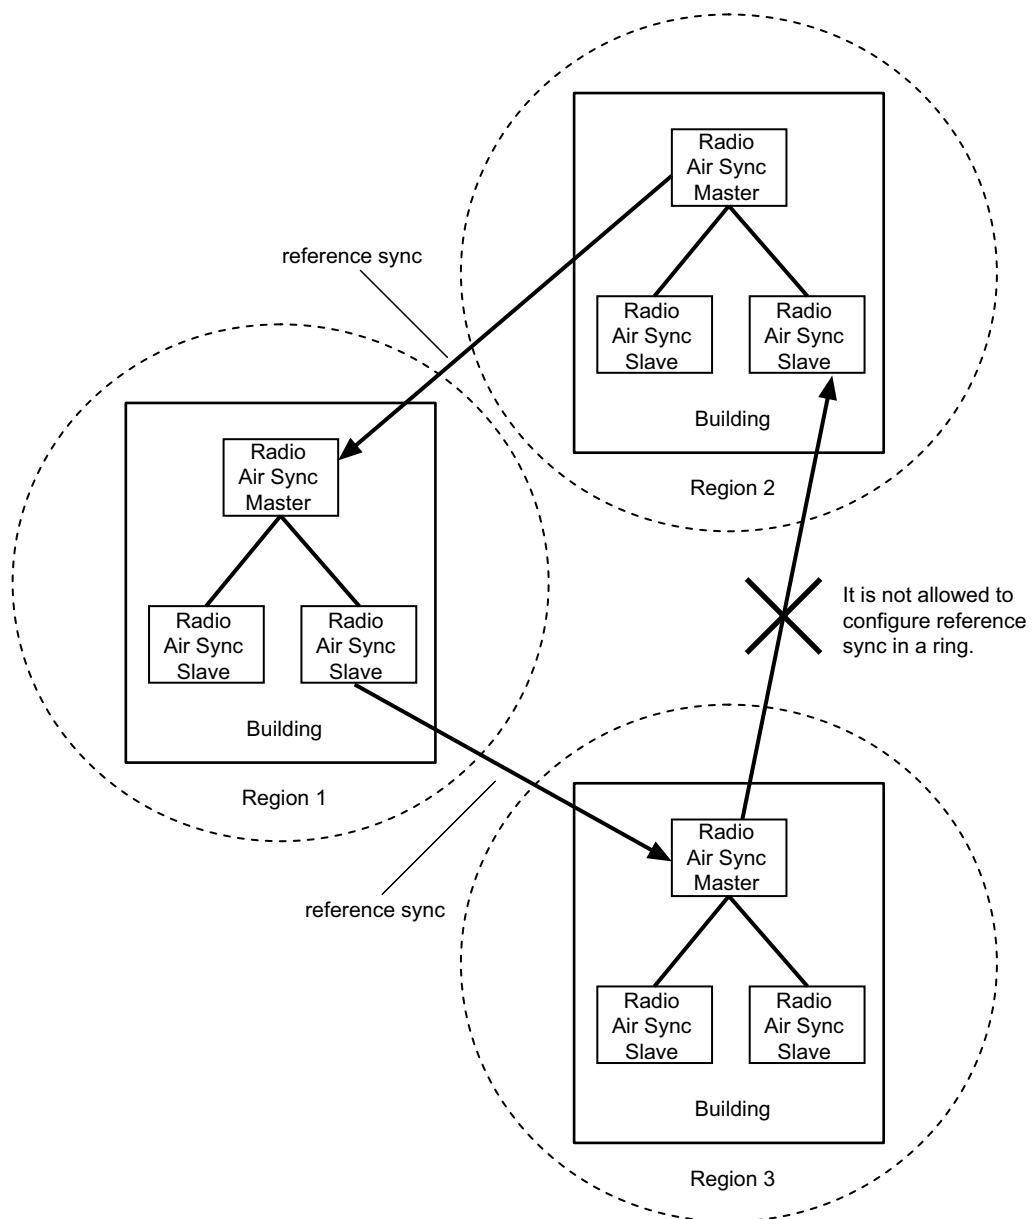 Radio
Air Sync
Master
reference sync
Radio
Air Sync
Slave
Radio
Air Sync
Slave
Building
Region 2
Radio
Air Sync
Master
Radio
Air Sync
Slave
Radio
Air Sync
Slave
Building
Region 1
It is not allowed to
configure reference
sync in a ring.
reference sync
Radio
Air Sync
Master
Radio
Air Sync
Slave
Radio
Air Sync
Slave
Building
Region 3